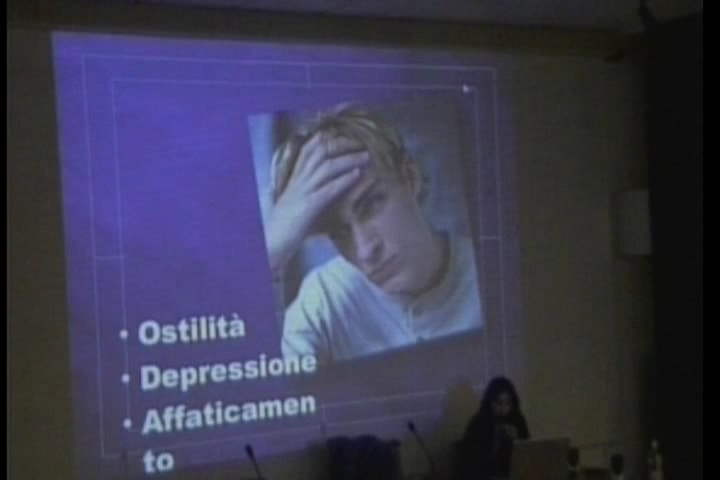 • Ostilità
• Depressione
• Affaticamen
to